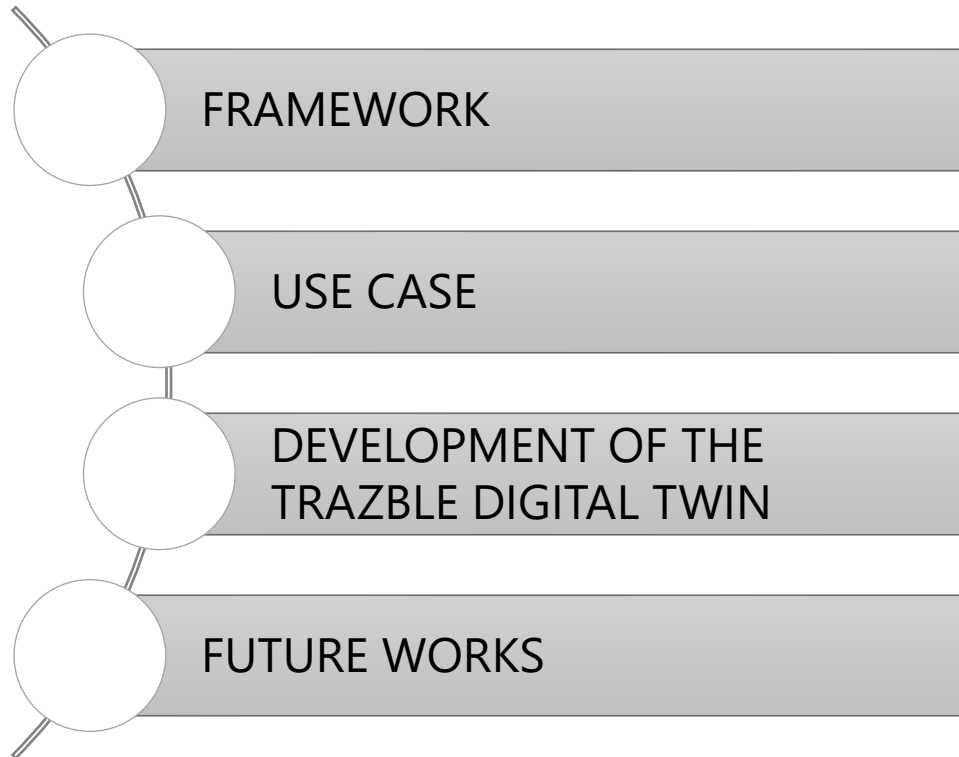 FRAMEWORK
USE CASE
DEVELOPMENT OF THE
TRAZBLE DIGITAL TWIN
FUTURE WORKS